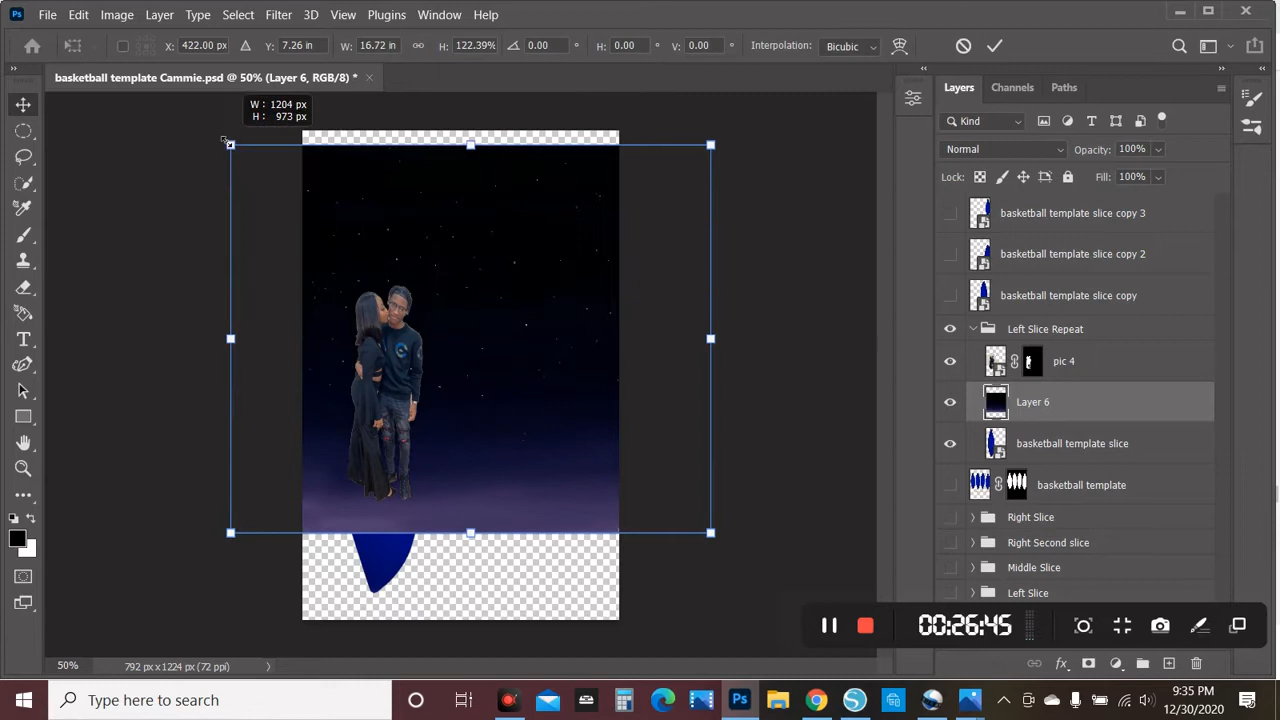 Ps File Edit Image Layer Type Select Filter 3D View Plugins Window Help
X: 422.00 px Y: 7.26 in W: 16.72 in H: 122.39% 0.00 ° H: 0.00 ° V: 0.00 ° Interpolation: Bicubic
basketball template Cammie.psd @ 50% (Layer 6, RGB/8) *
W: 1204 px
H: 973 px
Layers Channels Paths
Kind
Normal Opacity: 100%
Lock: Fill: 100%
basketball template slice copy 3
basketball template slice copy 2
basketball template slice copy
Left Slice Repeat
pic 4
Layer 6
basketball template slice
basketball template
Right Slice
Right Second slice
Middle Slice
Left Slice
00:26:45
50% 792 px x 1224 px (72 ppi)
fx
Type here to search
Ps
9:35 PM
12/30/2020